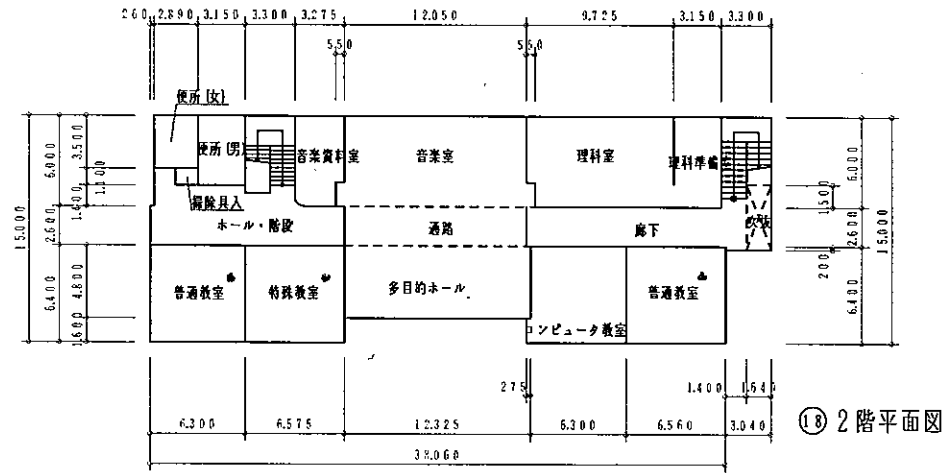 260 2.890 3.150 3.300 3.275 12.050 9.725 3.150 3.300
550 550
便所(女)
便所(男) 音楽資料室 音楽室 理科室 理科準備
掃除具入
ホール・階段 通路 廊下 吹抜
普通教室 特殊教室 多目的ホール 普通教室
コンピュータ教室
15.000
6.000 2.600 6.400
3.500 1.100 4.800 1.600
1.500 200
6.000 2.600 6.400
15.000
275 1.400 1.640
6.300 6.575 12.325 6.300 6.560 3.040
38.060
⑱ 2階平面図